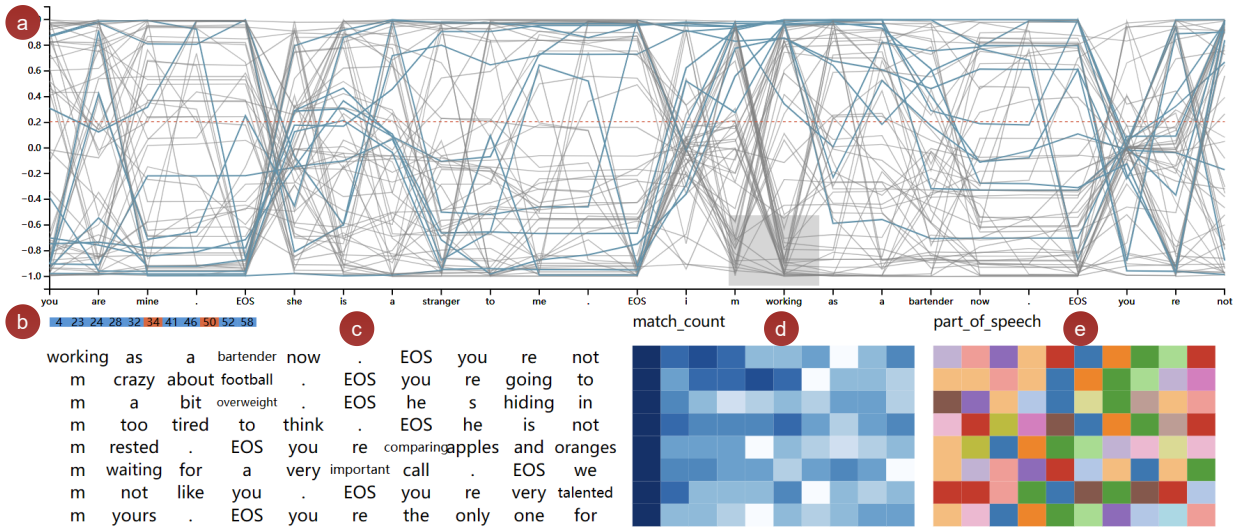 a
0.8
0.6
0.4
0.2
0.0
−0.2
−0.4
−0.6
−0.8
−1.0
you are mine . EOS she is a stranger to me . EOS i m working as a bartender now . EOS you re not
b 4 23 24 28 32 34 41 46 50 52 58 c match_count d part_of_speech e
working as a bartender now . EOS you re not
m crazy about football . EOS you re going to
m a bit overweight . EOS he s hiding in
m too tired to think . EOS he is not
m rested . EOS you re comparing apples and oranges
m waiting for a very important call . EOS we
m not like you . EOS you re very talented
m yours . EOS you re the only one for